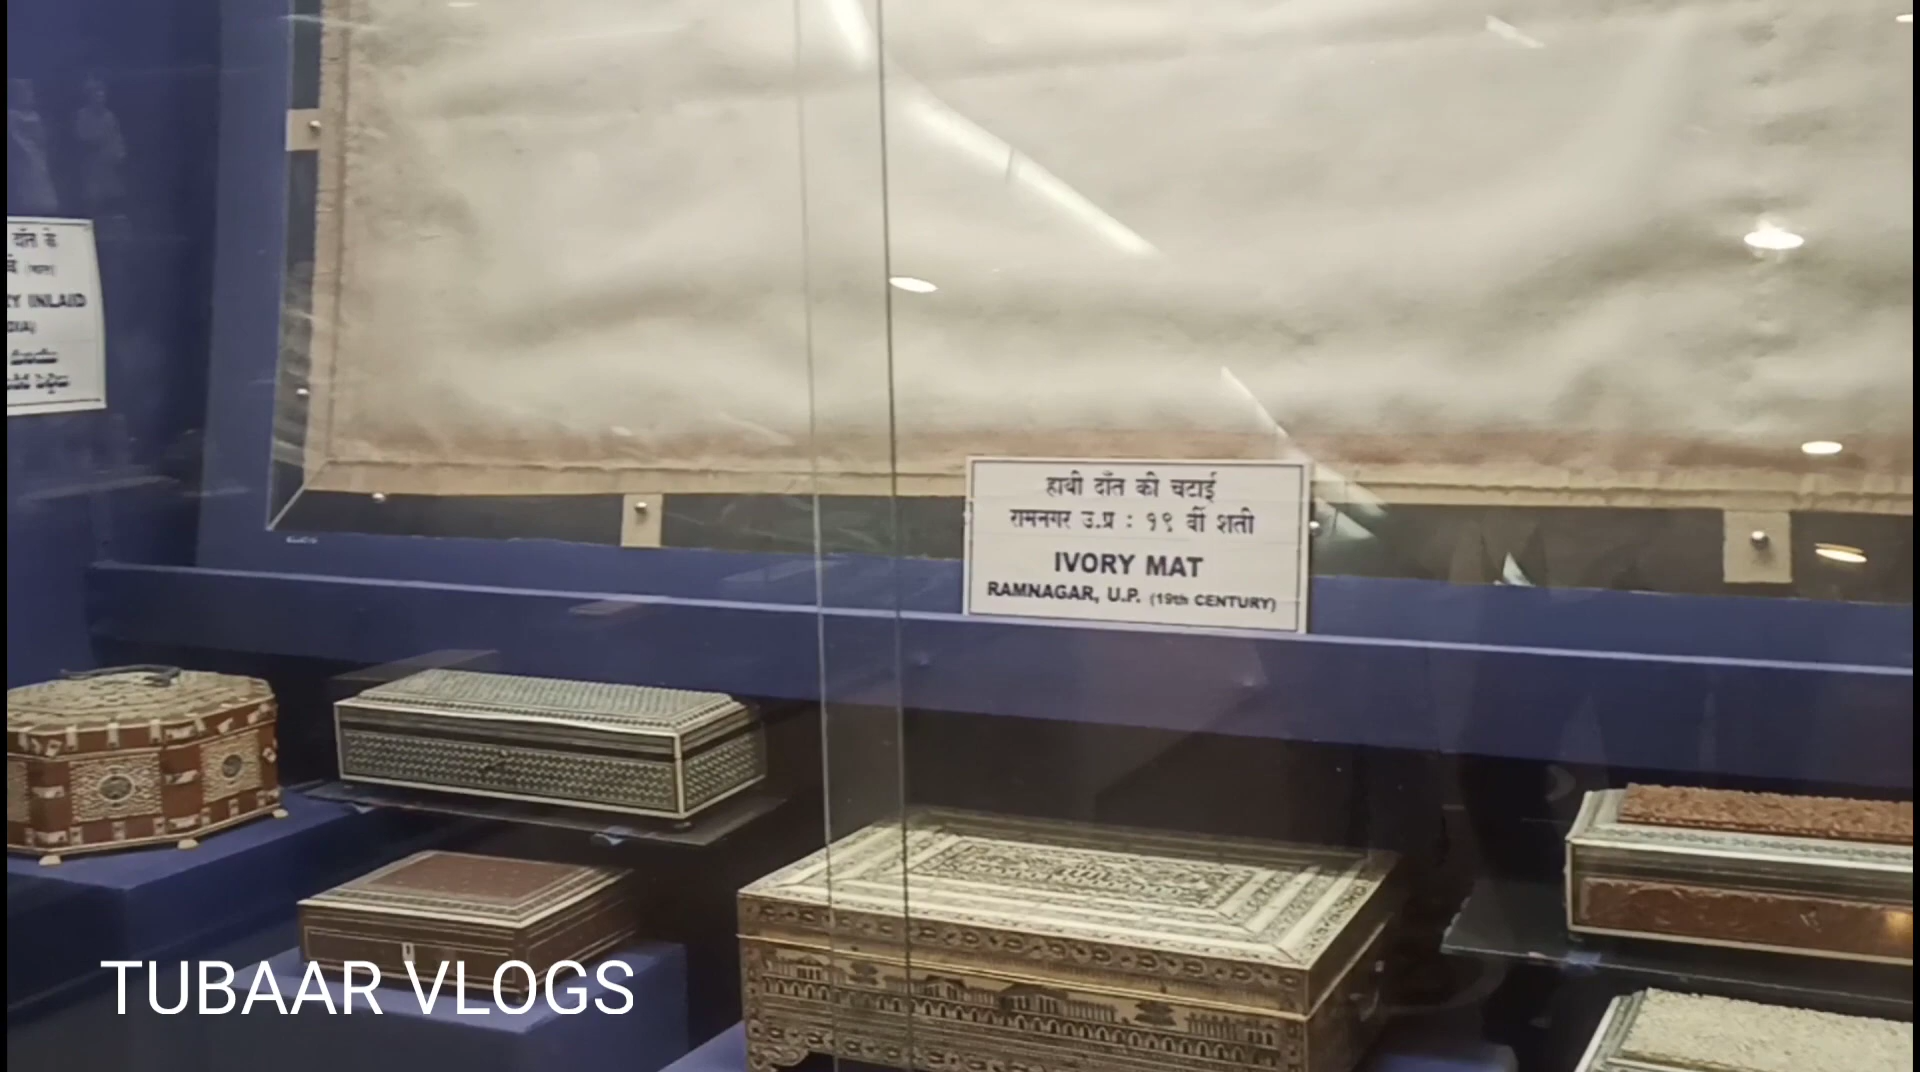 दाँत के
INLAID
हाथी दाँत की चटाई
रामनगर उ.प्र : १९ वीं शती
IVORY MAT
RAMNAGAR, U.P. (19th CENTURY)
TUBAAR VLOGS